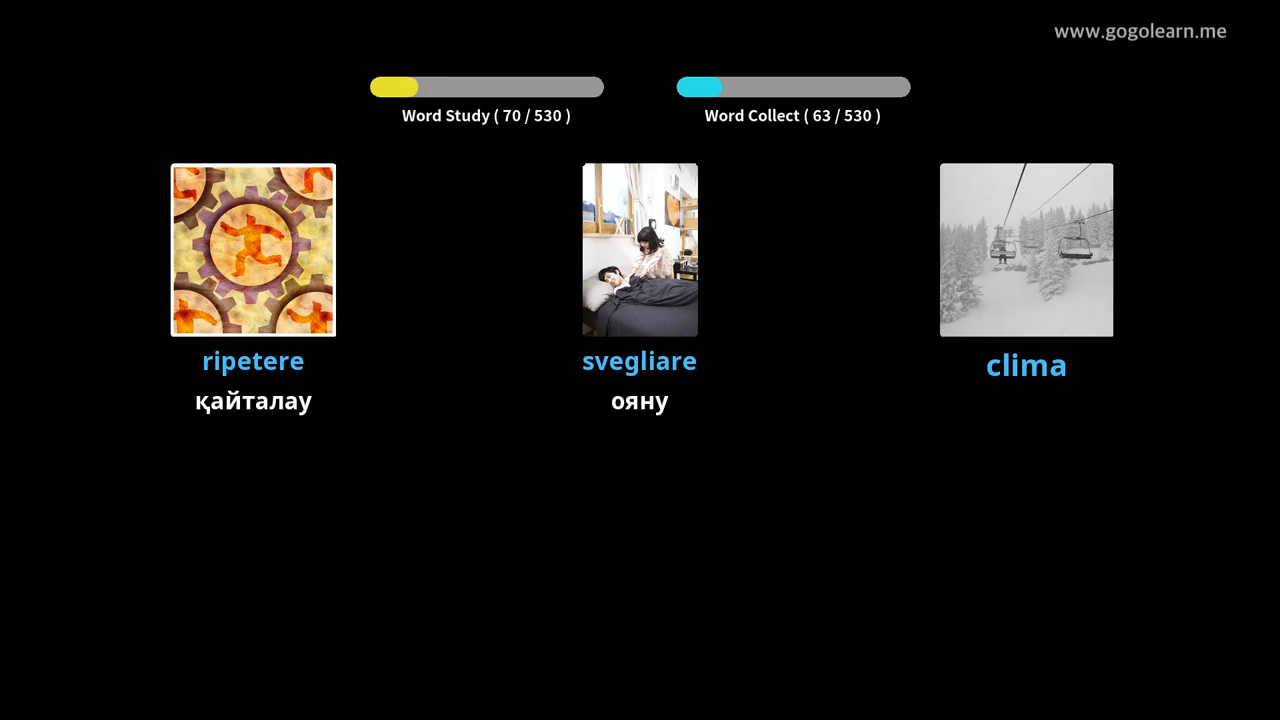 www.gogolearn.me
Word Study ( 70 / 530 )
Word Collect ( 63 / 530 )
ripetere
қайталау
svegliare
ояну
clima